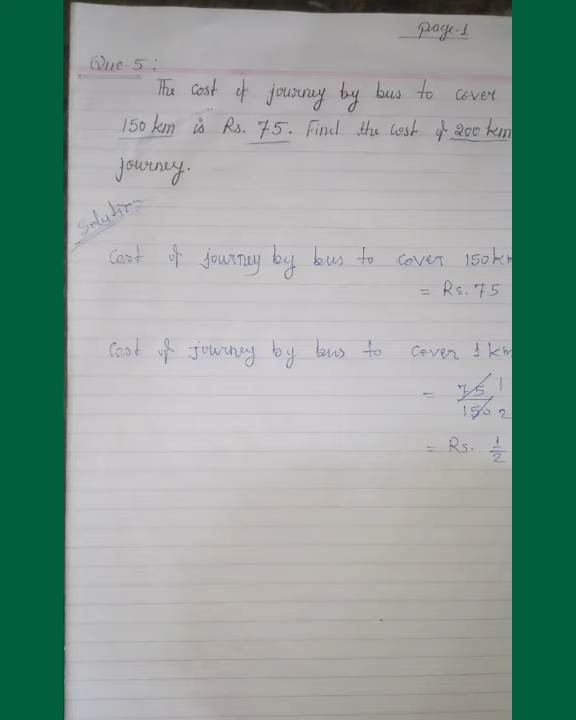 Page-1
Que 5:
The cost of journey by bus to cover
150 km is Rs. 75. Find the cost of 200 km
journey.
Solution
Cost of journey by bus to cover 150 km
= Rs. 75
Cost of journey by bus to cover 1 km
= 75/150 1/2
= Rs. 1/2